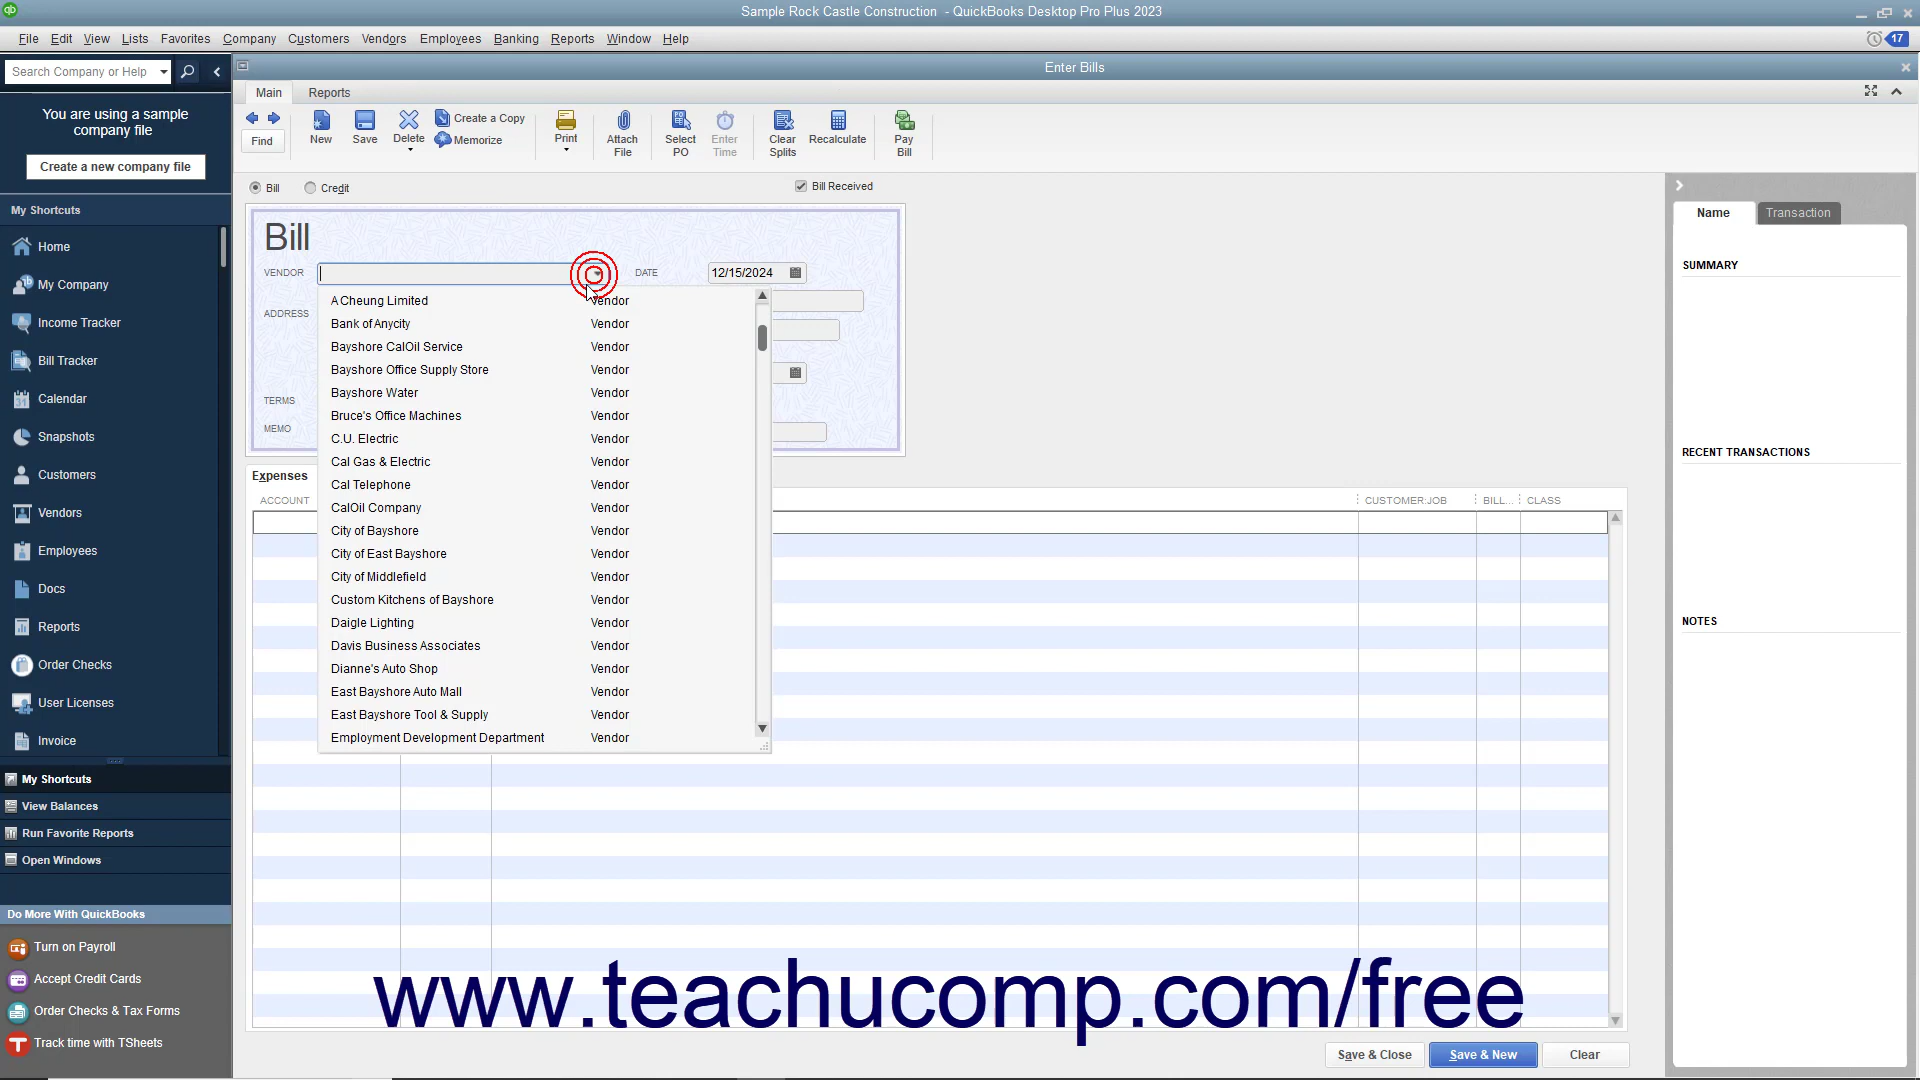 qb
Sample Rock Castle Construction - QuickBooks Desktop Pro Plus 2023
File Edit View Lists Favorites Company Customers Vendors Employees Banking Reports Window Help
17
Search Company or Help
Enter Bills
Main Reports
You are using a sample
company file
Create a new company file
Find
New
Save
Delete
Create a Copy
Memorize
Print
Attach
File
Select
PO
Enter
Time
Clear
Splits
Recalculate
Pay
Bill
Bill
Credit
Bill Received
My Shortcuts
Home
My Company
Income Tracker
Bill Tracker
Calendar
Snapshots
Customers
Vendors
Employees
Docs
Reports
Order Checks
User Licenses
Invoice
My Shortcuts
View Balances
Run Favorite Reports
Open Windows
Do More With QuickBooks
Turn on Payroll
Accept Credit Cards
Order Checks & Tax Forms
Track time with TSheets
Bill
VENDOR
DATE 12/15/2024
ADDRESS
TERMS
MEMO
A Cheung Limited Vendor
Bank of Anycity Vendor
Bayshore CalOil Service Vendor
Bayshore Office Supply Store Vendor
Bayshore Water Vendor
Bruce's Office Machines Vendor
C.U. Electric Vendor
Cal Gas & Electric Vendor
Cal Telephone Vendor
CalOil Company Vendor
City of Bayshore Vendor
City of East Bayshore Vendor
City of Middlefield Vendor
Custom Kitchens of Bayshore Vendor
Daigle Lighting Vendor
Davis Business Associates Vendor
Dianne's Auto Shop Vendor
East Bayshore Auto Mall Vendor
East Bayshore Tool & Supply Vendor
Employment Development Department Vendor
Expenses
ACCOUNT
CUSTOMER:JOB BILL... CLASS
Name Transaction
SUMMARY
RECENT TRANSACTIONS
NOTES
www.teachucomp.com/free
Save & Close Save & New Clear